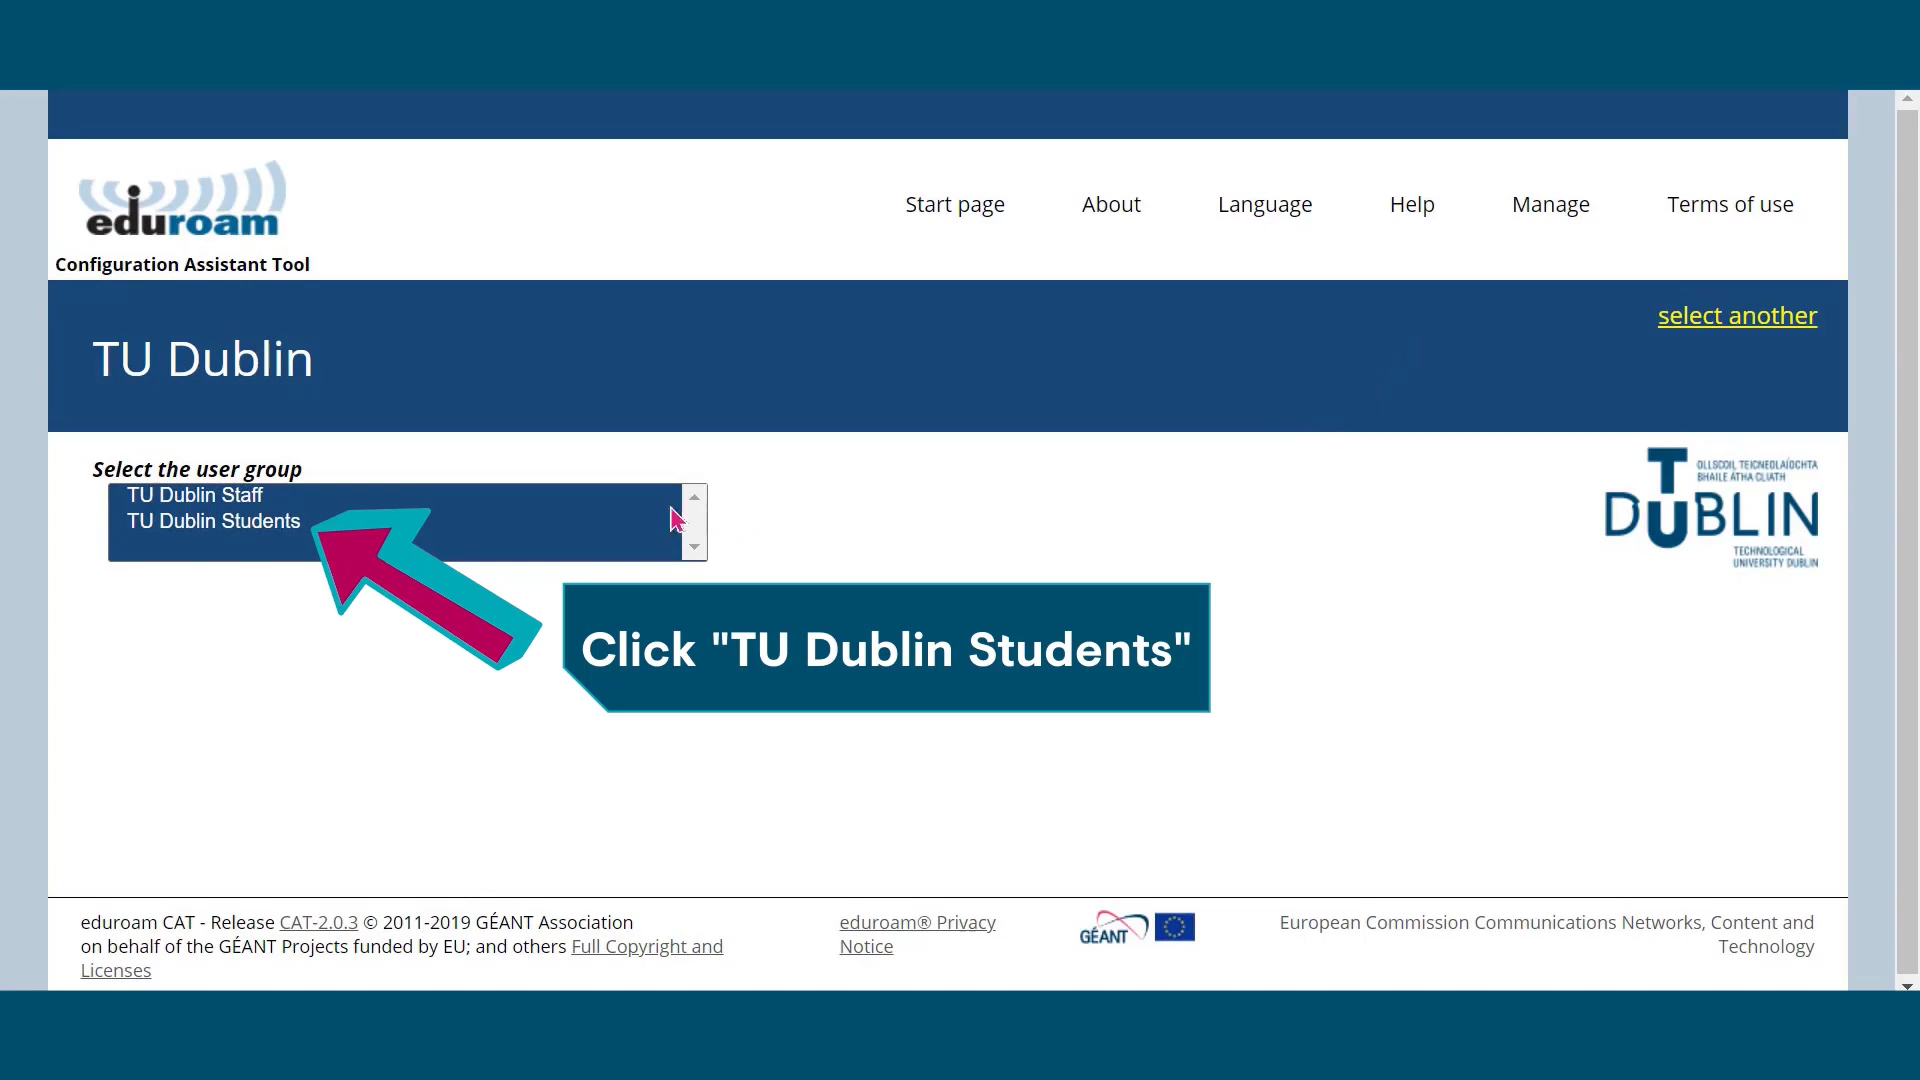 eduroam
Configuration Assistant Tool
Start page
About
Language
Help
Manage
Terms of use
select another
TU Dublin
Select the user group
TU Dublin Staff
TU Dublin Students
OLLSCOIL TEICNEOLAÍOCHTA
BHAILE ÁTHA CLIATH
TU DUBLIN
TECHNOLOGICAL
UNIVERSITY DUBLIN
Click "TU Dublin Students"
eduroam CAT - Release CAT-2.0.3 © 2011-2019 GÉANT Association
on behalf of the GÉANT Projects funded by EU; and others Full Copyright and
Licenses
eduroam® Privacy
Notice
GÉANT
European Commission Communications Networks, Content and
Technology